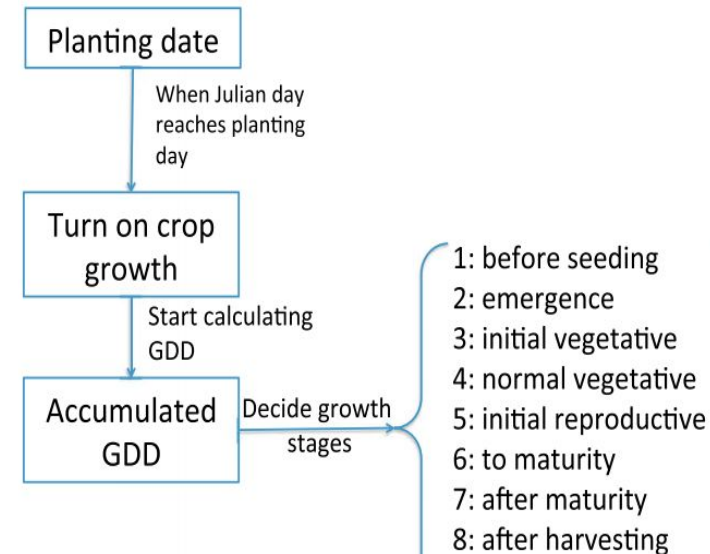 Planting date
When Julian day
reaches planting
day
Turn on crop
growth
Start calculating
GDD
Accumulated
GDD
Decide growth
stages
1: before seeding
2: emergence
3: initial vegetative
4: normal vegetative
5: initial reproductive
6: to maturity
7: after maturity
8: after harvesting